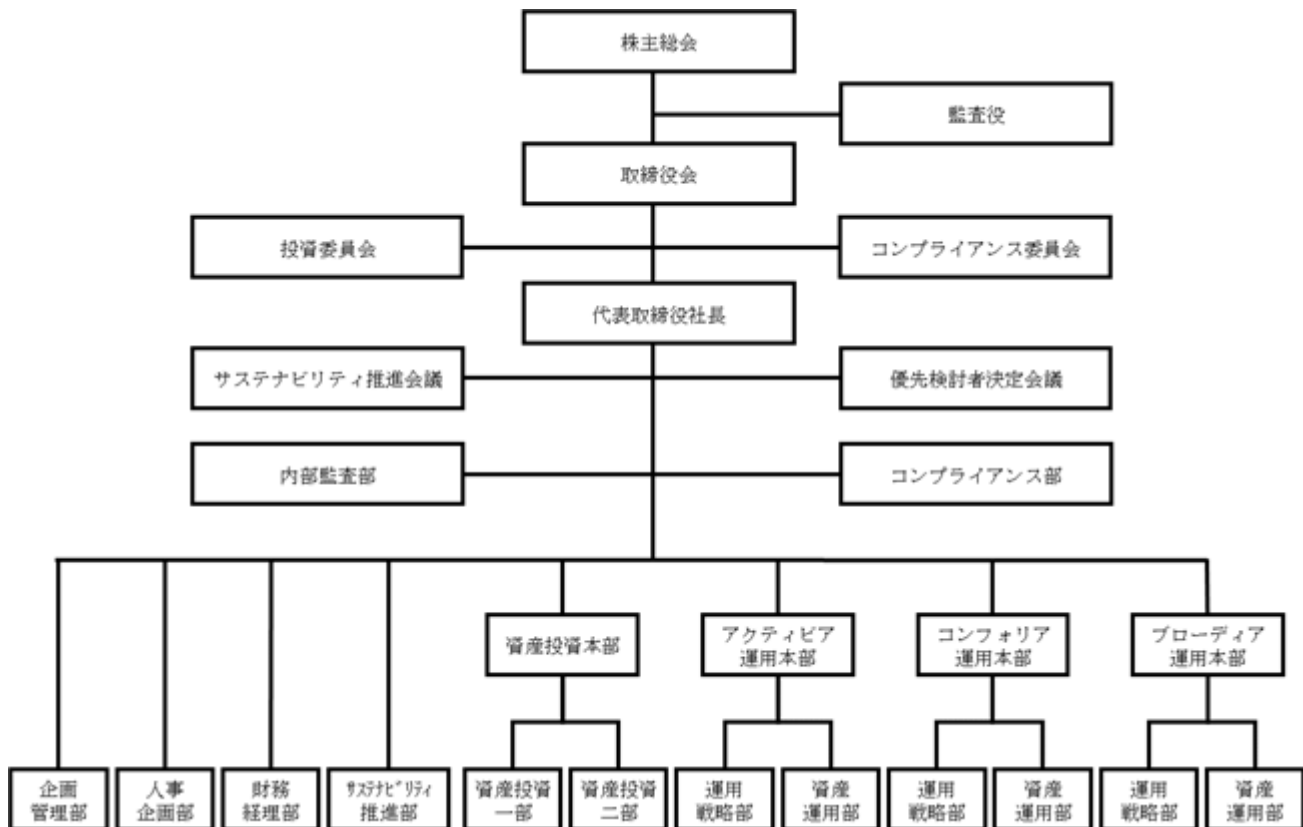 株主総会
監査役
取締役会
投資委員会
コンプライアンス委員会
代表取締役社長
サステナビリティ推進会議
優先検討者決定会議
内部監査部
コンプライアンス部
資産投資本部
アクティビア
運用本部
コンフォリア
運用本部
ブローディア
運用本部
企画
管理部
人事
企画部
財務
経理部
ｻｽﾃﾅﾋﾞﾘﾃｨ
推進部
資産投資
一部
資産投資
二部
運用
戦略部
資産
運用部
運用
戦略部
資産
運用部
運用
戦略部
資産
運用部